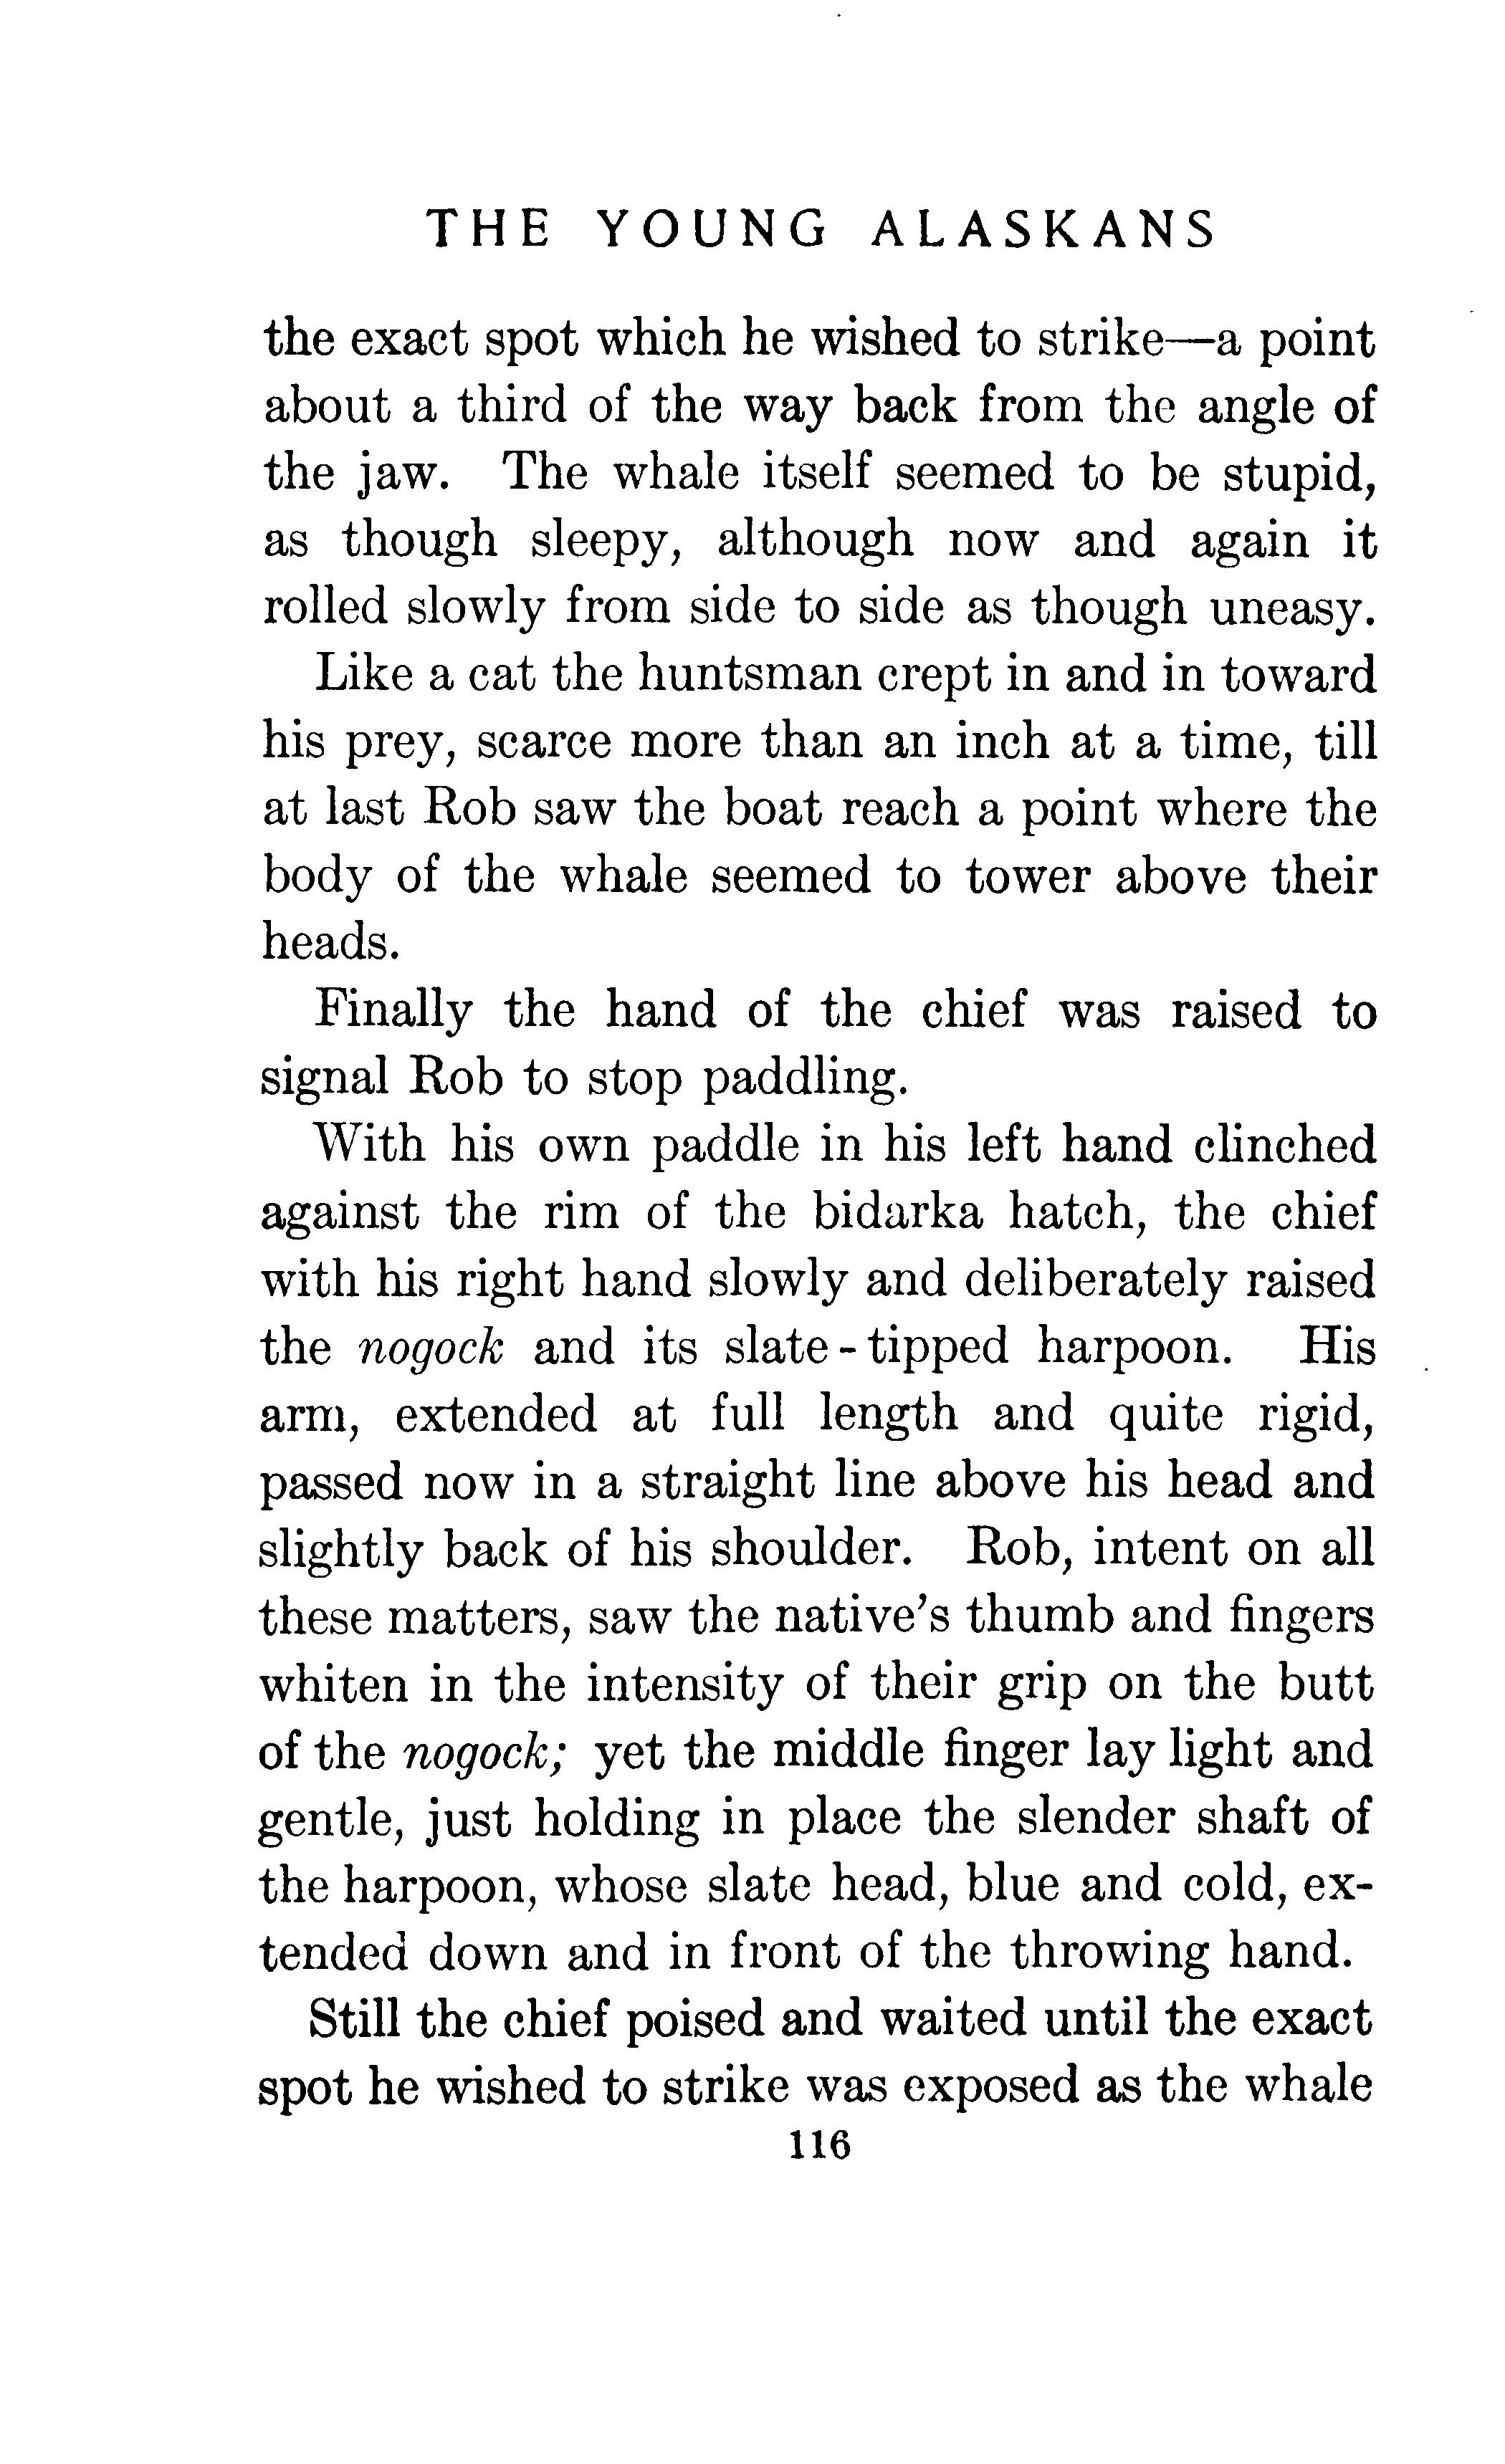 THE YOUNG ALASKANS
the exact spot which he wished to strike—a point
about a third of the way back from the angle of
the jaw. The whale itself seemed to be stupid,
as though sleepy, although now and again it
rolled slowly from side to side as though uneasy.
Like a cat the huntsman crept in and in toward
his prey, scarce more than an inch at a time, till
at last Rob saw the boat reach a point where the
body of the whale seemed to tower above their
heads.
Finally the hand of the chief was raised to
signal Rob to stop paddling.
With his own paddle in his left hand clinched
against the rim of the bidarka hatch, the chief
with his right hand slowly and deliberately raised
the nogock and its slate-tipped harpoon. His
arm, extended at full length and quite rigid,
passed now in a straight line above his head and
slightly back of his shoulder. Rob, intent on all
these matters, saw the native's thumb and fingers
whiten in the intensity of their grip on the butt
of the nogock; yet the middle finger lay light and
gentle, just holding in place the slender shaft of
the harpoon, whose slate head, blue and cold, ex-
tended down and in front of the throwing hand.
Still the chief poised and waited until the exact
spot he wished to strike was exposed as the whale
116